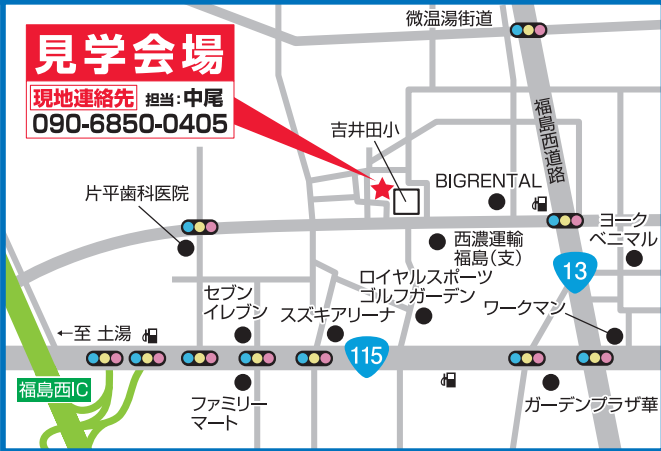 微温湯街道
見学会場
現地連絡先 担当:中尾
090-6850-0405
福島西道路
吉井田小
片平歯科医院
BIGRENTAL
ヨーク
ベニマル
西濃運輸
福島(支)
13
ロイヤルスポーツ
ゴルフガーデン
セブン
イレブン
スズキアリーナ
ワークマン
←至 土湯
115
福島西IC
ファミリー
マート
ガーデンプラザ華